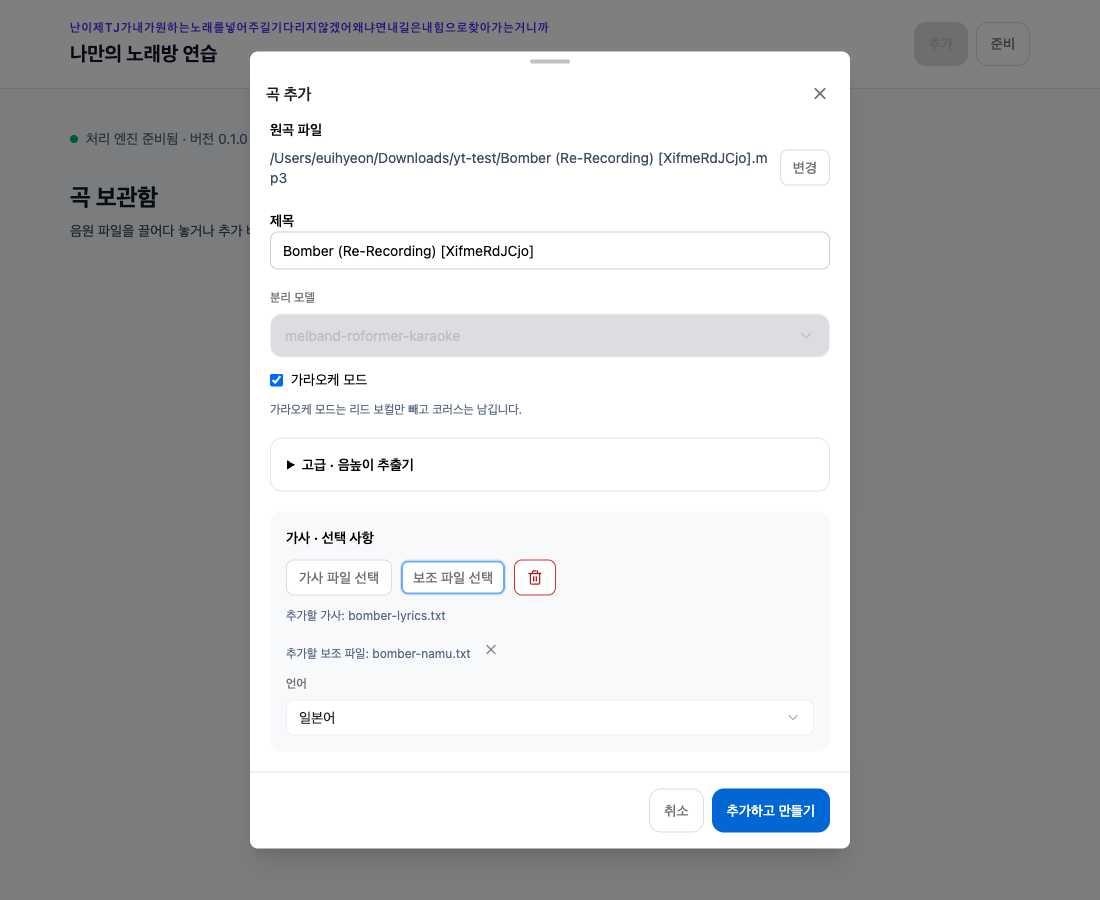 난이제TJ가내가원하는노래를넣어주길기다리지않겠어왜냐면내길은내힘으로찾아가는거니까
나만의 노래방 연습
추가
준비
처리 엔진 준비됨 · 버전 0.1.0
곡 보관함
음원 파일을 끌어다 놓거나 추가
곡 추가
원곡 파일
/Users/euihyeon/Downloads/yt-test/Bomber (Re-Recording) [XifmeRdJCjo].m
p3
변경
제목
Bomber (Re-Recording) [XifmeRdJCjo]
분리 모델
melband-roformer-karaoke
가라오케 모드
가라오케 모드는 리드 보컬만 빼고 코러스는 남깁니다.
고급 · 음높이 추출기
가사 · 선택 사항
가사 파일 선택
보조 파일 선택
추가할 가사: bomber-lyrics.txt
추가할 보조 파일: bomber-namu.txt
언어
일본어
취소
추가하고 만들기